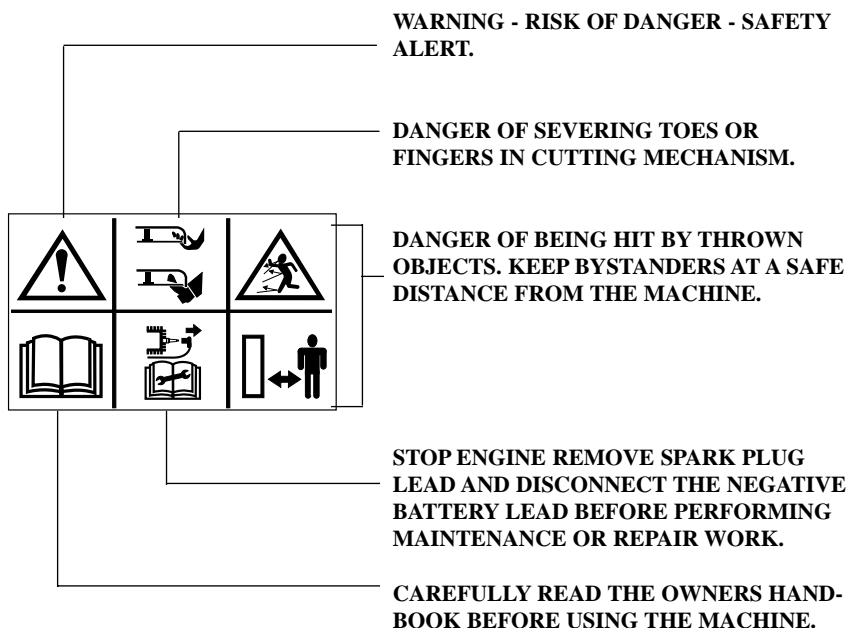 WARNING - RISK OF DANGER - SAFETY
ALERT.
DANGER OF SEVERING TOES OR
FINGERS IN CUTTING MECHANISM.
DANGER OF BEING HIT BY THROWN
OBJECTS. KEEP BYSTANDERS AT A SAFE
DISTANCE FROM THE MACHINE.
STOP ENGINE REMOVE SPARK PLUG
LEAD AND DISCONNECT THE NEGATIVE
BATTERY LEAD BEFORE PERFORMING
MAINTENANCE OR REPAIR WORK.
CAREFULLY READ THE OWNERS HAND-
BOOK BEFORE USING THE MACHINE.